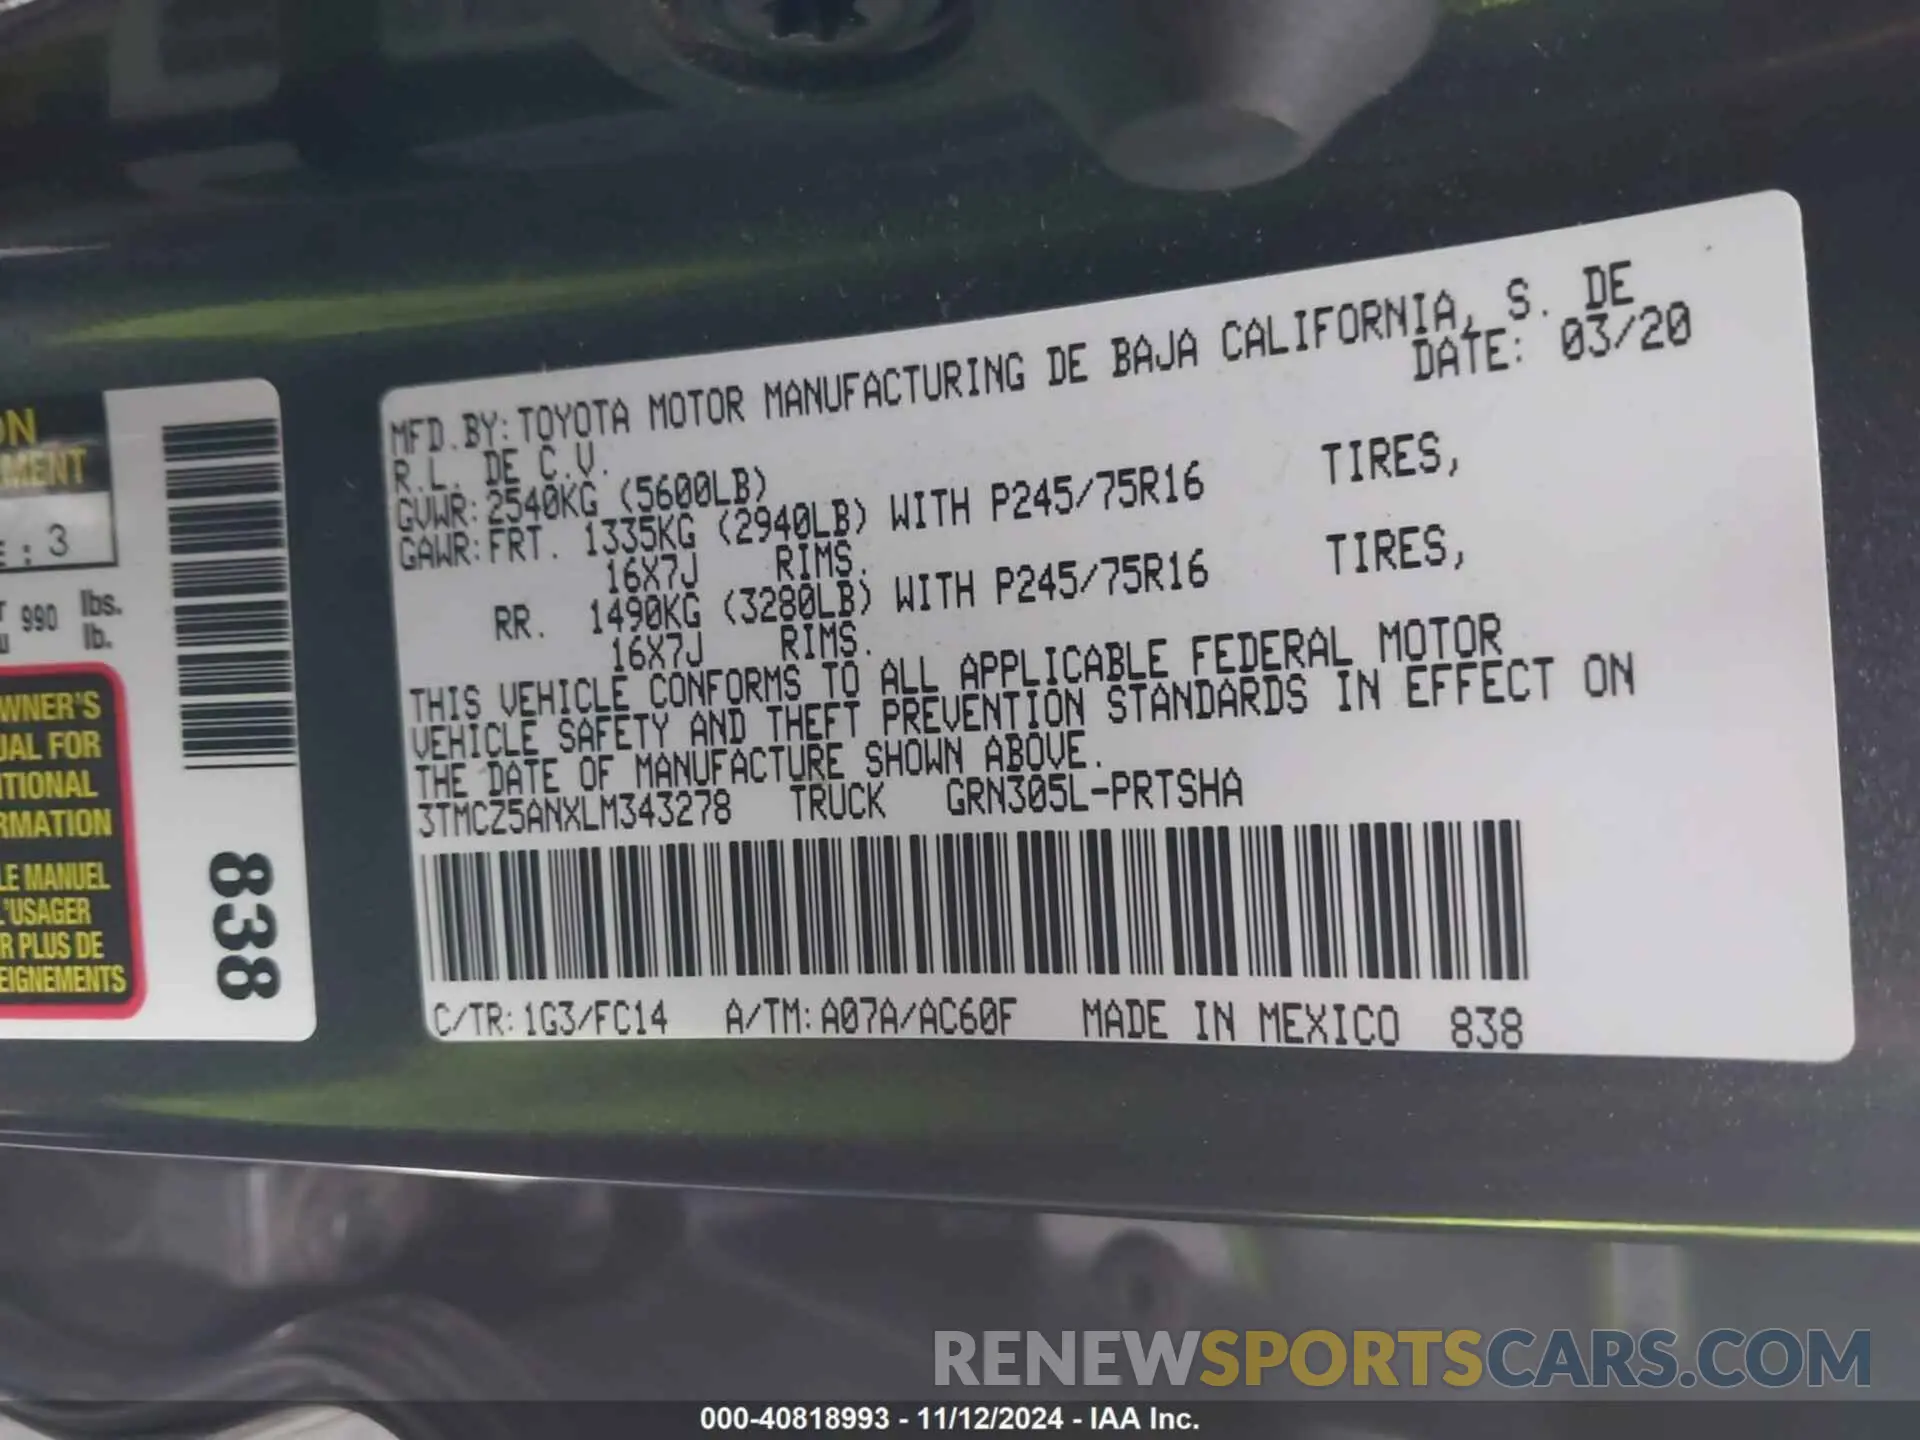 MFD.BY: TOYOTA MOTOR MANUFACTURING DE BAJA CALIFORNIA, S. DE
R.L. DE C.V. DATE: 03/20
GVWR: 2540KG (5600LB)
GAWR: FRT. 1335KG (2940LB) WITH P245/75R16 TIRES,
16X7J RIMS.
RR. 1490KG (3280LB) WITH P245/75R16 TIRES,
16X7J RIMS.
THIS VEHICLE CONFORMS TO ALL APPLICABLE FEDERAL MOTOR
VEHICLE SAFETY AND THEFT PREVENTION STANDARDS IN EFFECT ON
THE DATE OF MANUFACTURE SHOWN ABOVE.
3TMCZ5ANXLM343278 TRUCK GRN305L-PRTSHA
C/TR: 1G3/FC14 A/TM: A07A/AC60F MADE IN MEXICO 838
: 3
990 lbs.
lb.
WNER'S
UAL FOR
ITIONAL
RMATION
LE MANUEL
L'USAGER
R PLUS DE
EIGNEMENTS
838
RENEWSPORTSCARS.COM
000-40818993 - 11/12/2024 - IAA Inc.